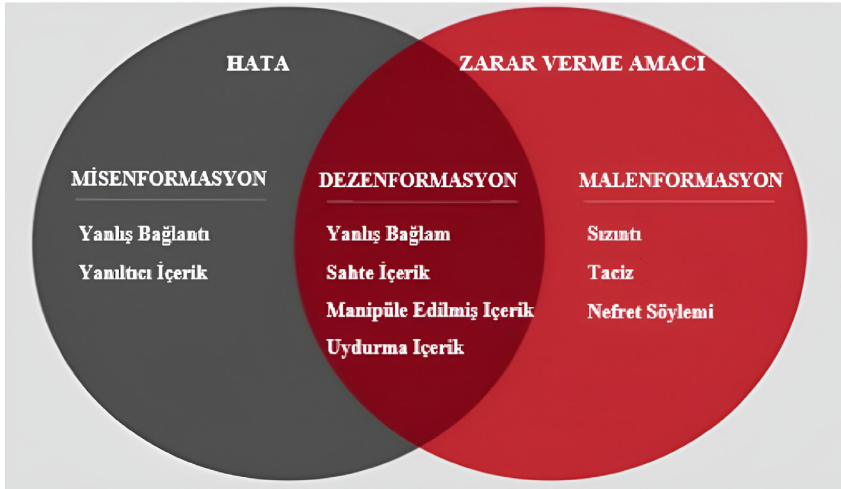 HATA
ZARAR VERME AMACI
MİSENFORMASYON
Yanlış Bağlantı
Yanıltıcı İçerik
DEZENFORMASYON
Yanlış Bağlam
Sahte İçerik
Manipüle Edilmiş Içerik
Uydurma Içerik
MALENFORMASYON
Sızıntı
Taciz
Nefret Söylemi